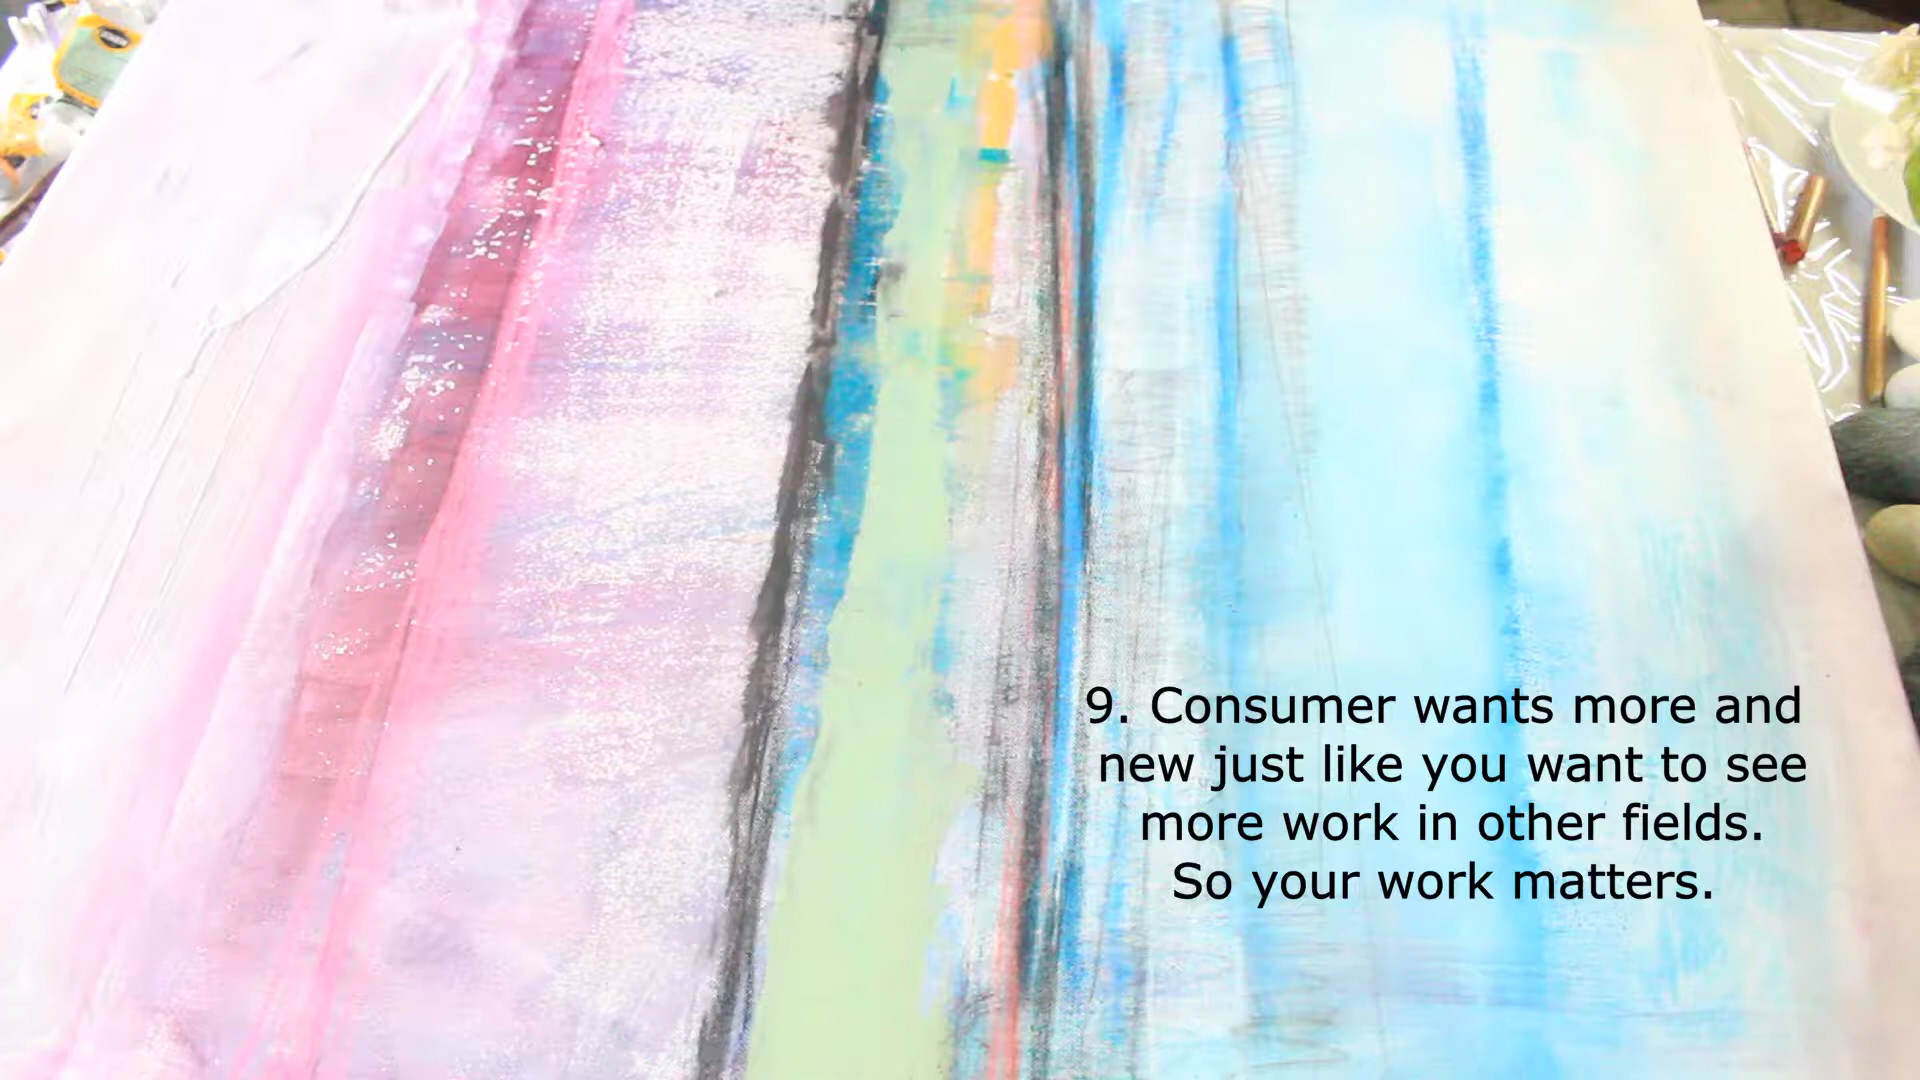 9. Consumer wants more and
new just like you want to see
more work in other fields.
So your work matters.